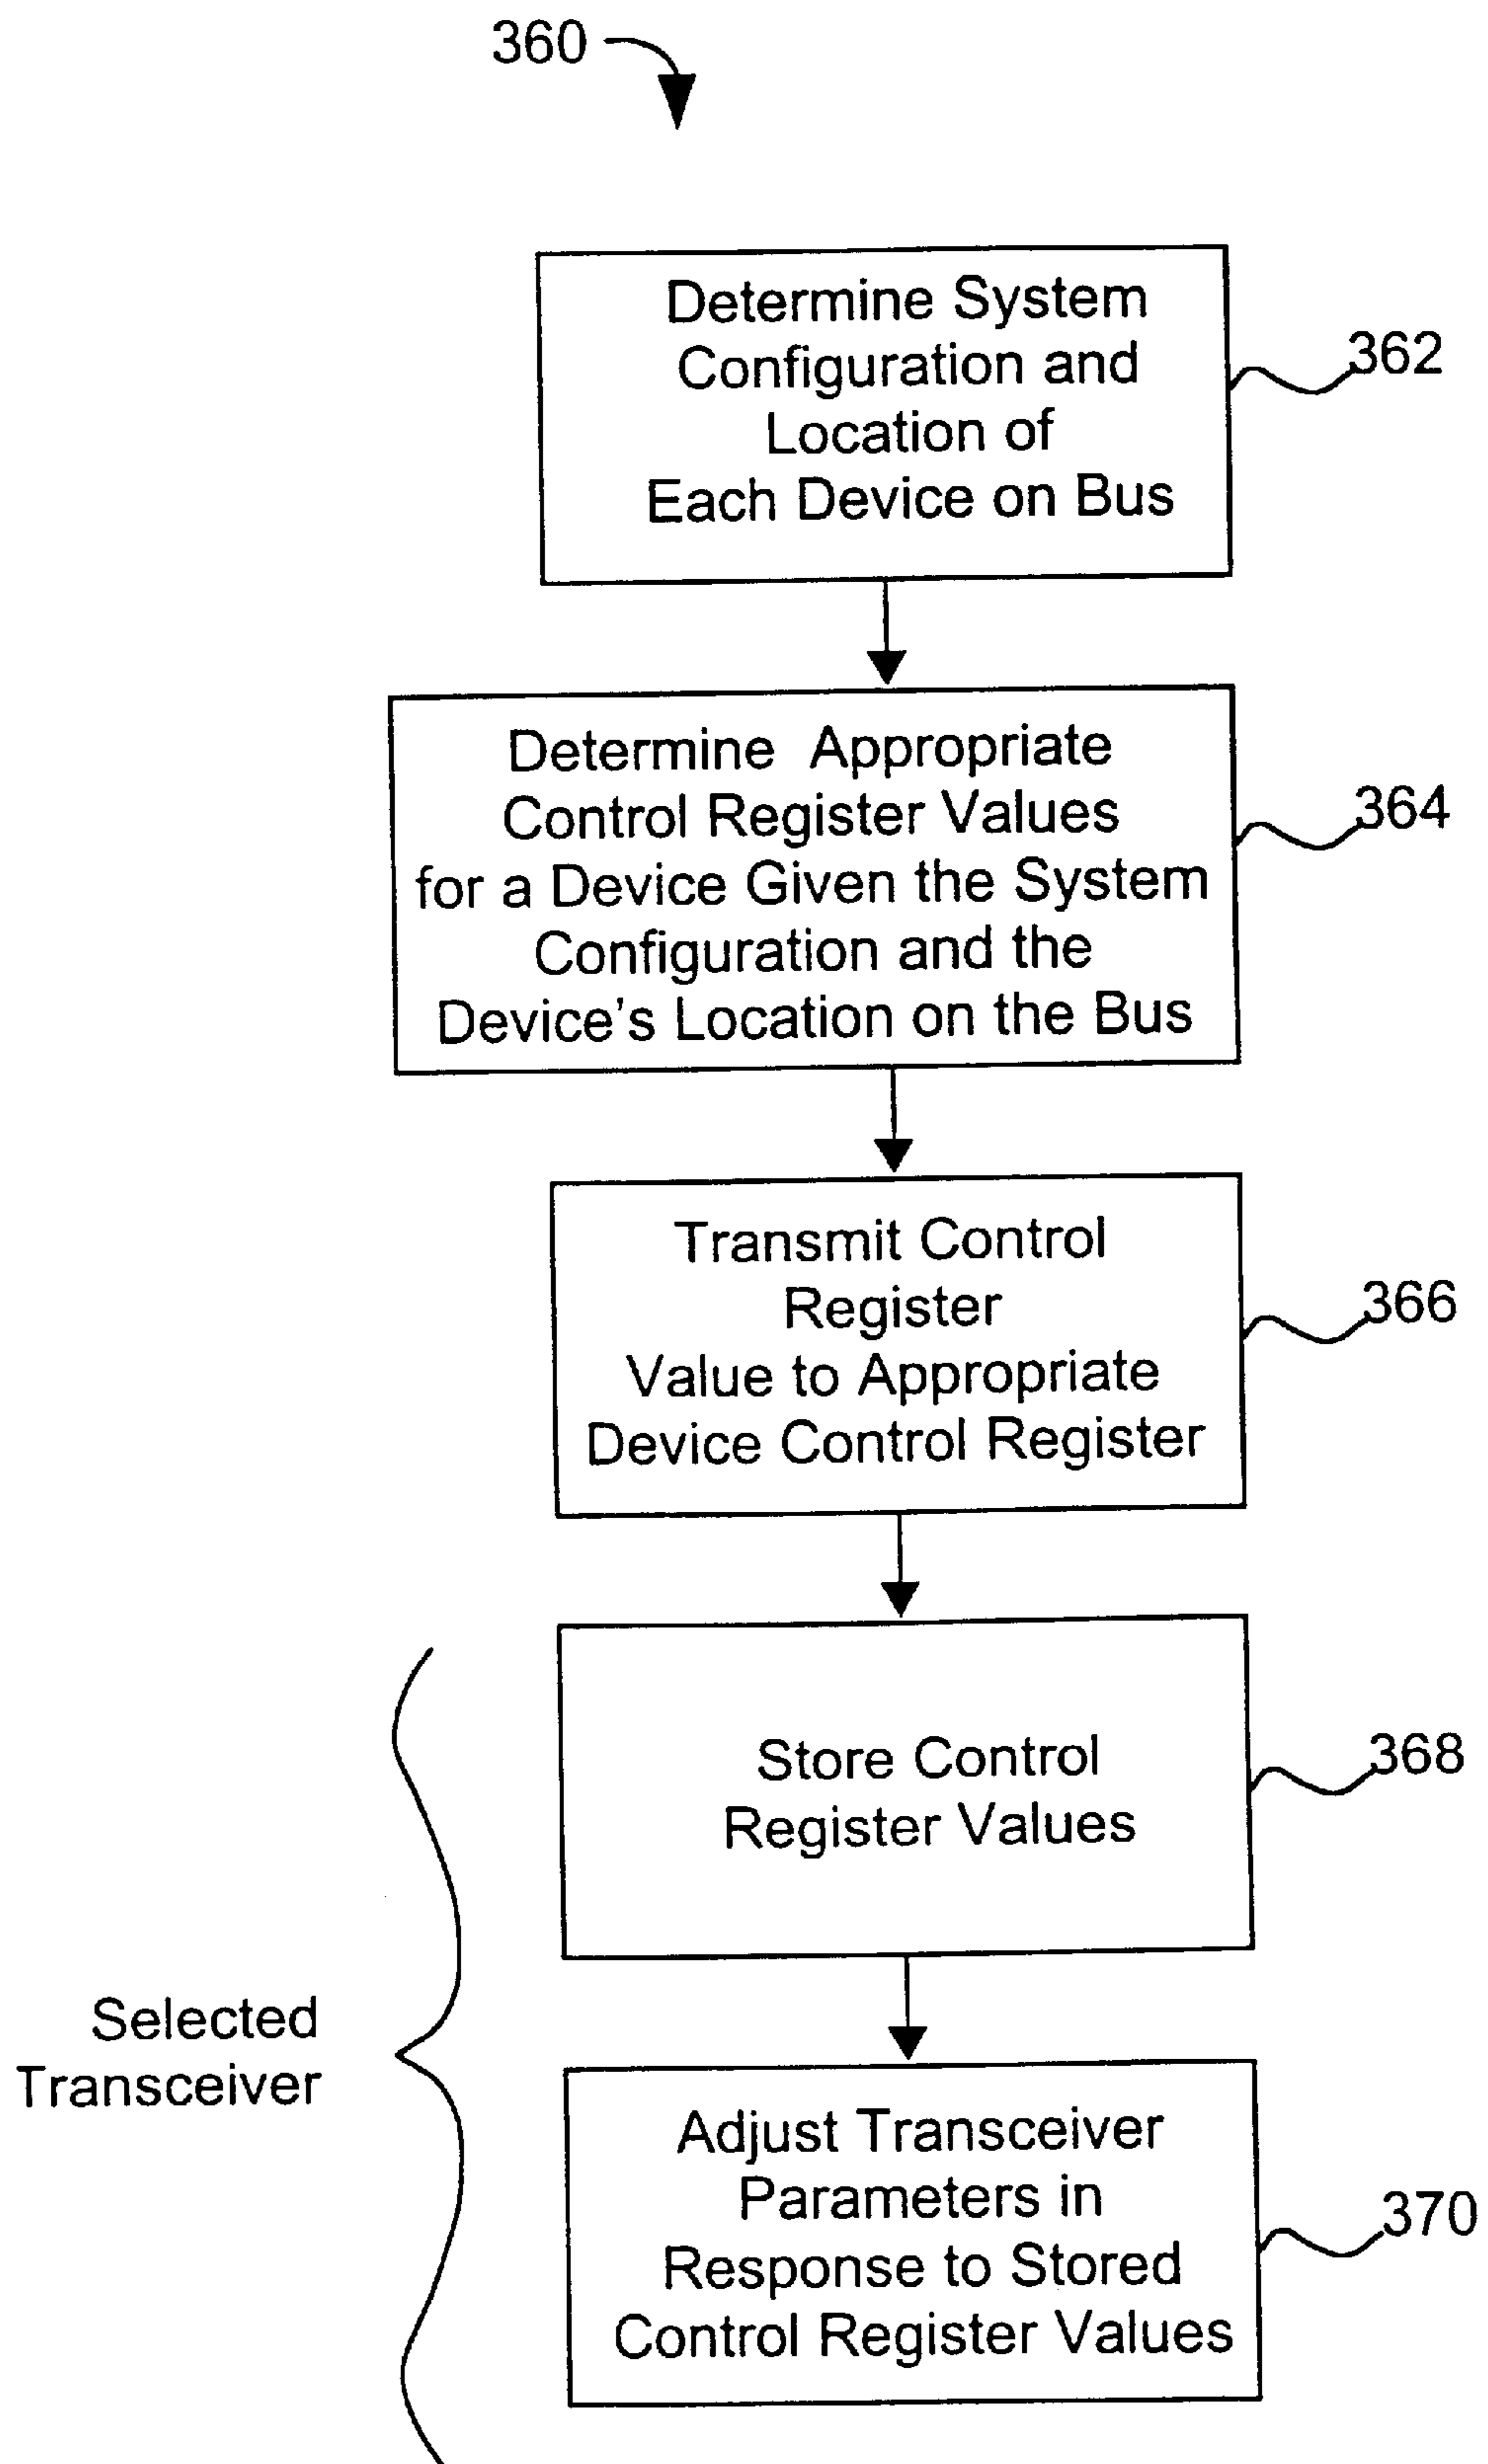 360
Determine System
Configuration and
Location of
Each Device on Bus
362
Determine Appropriate
Control Register Values
for a Device Given the System
Configuration and the
Device's Location on the Bus
364
Transmit Control
Register
Value to Appropriate
Device Control Register
366
Store Control
Register Values
368
Selected
Transceiver
Adjust Transceiver
Parameters in
Response to Stored
Control Register Values
370